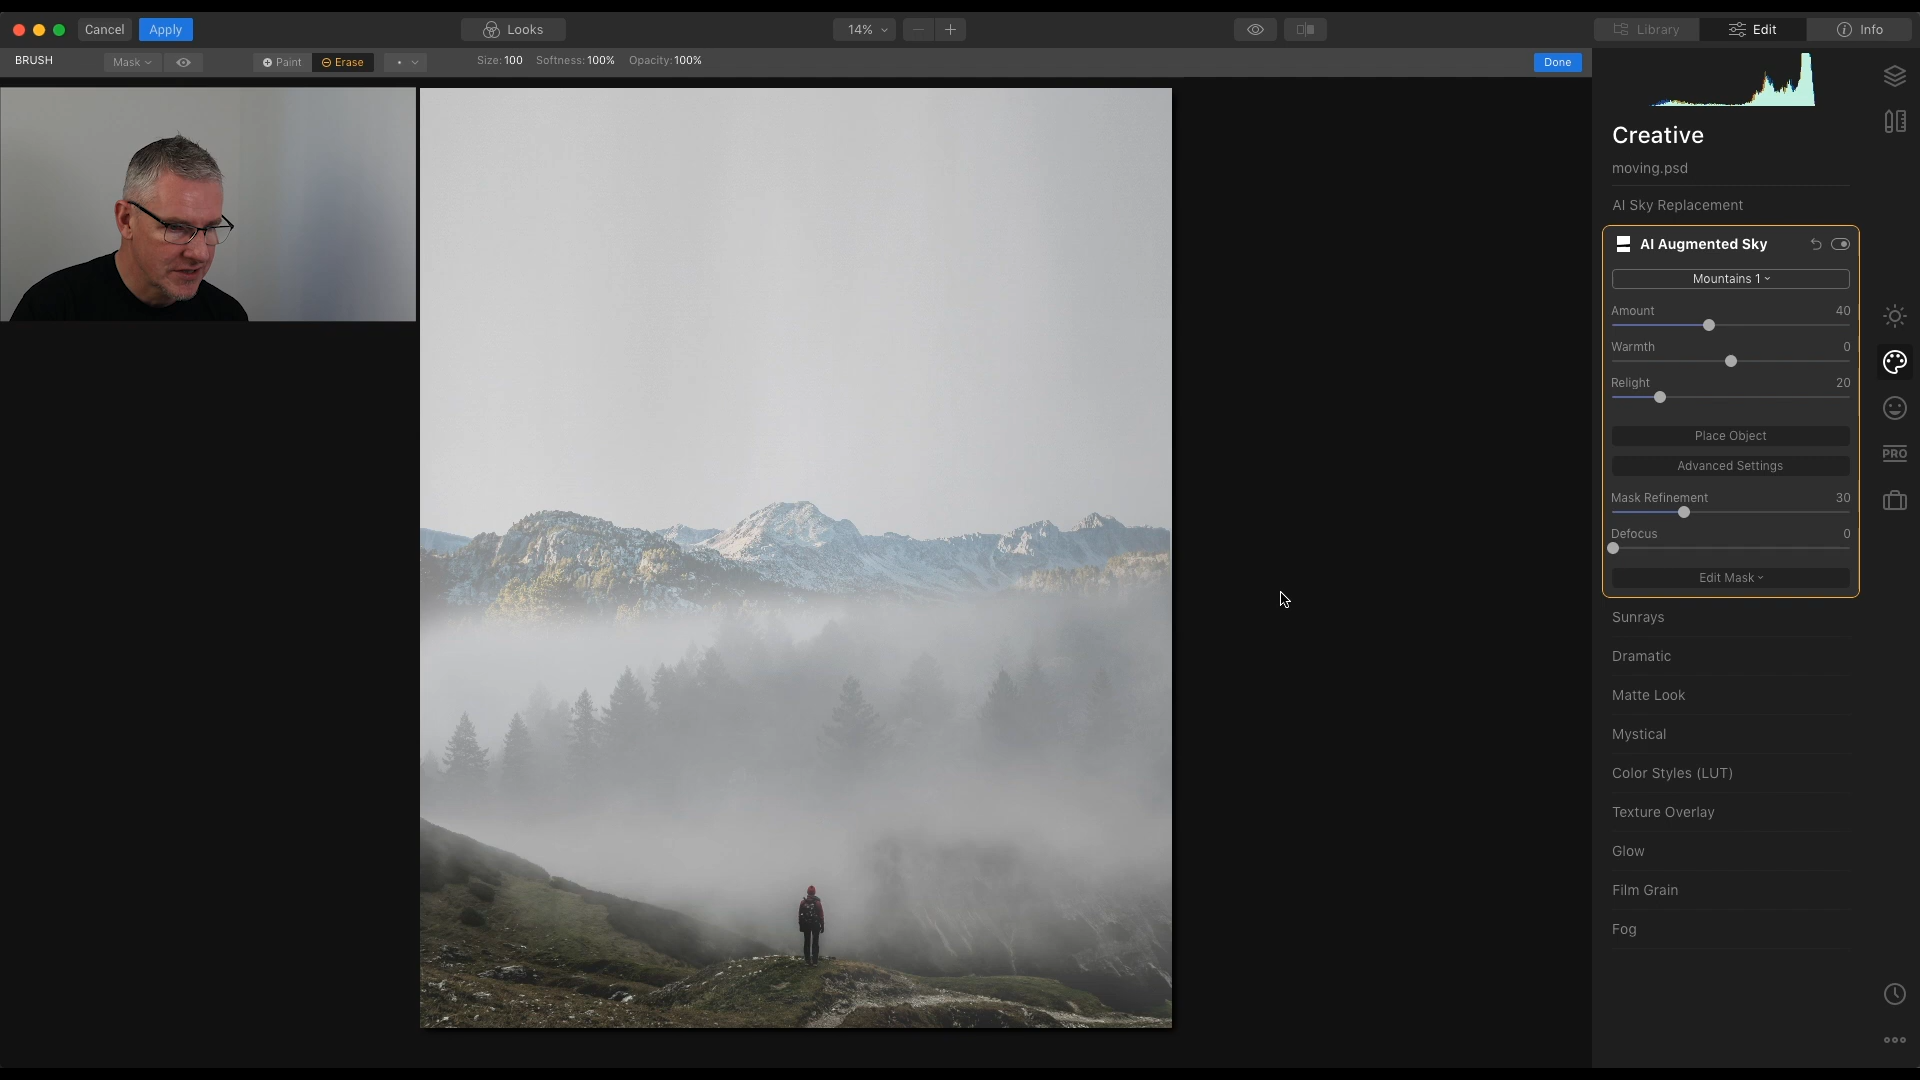 Cancel
Apply
Looks
14%
Library
Edit
Info
BRUSH
Mask
Paint
Erase
Size: 100
Softness: 100%
Opacity: 100%
Done
Creative
moving.psd
AI Sky Replacement
AI Augmented Sky
Mountains 1
Amount 40
Warmth 0
Relight 20
Place Object
Advanced Settings
Mask Refinement 30
Defocus 0
Edit Mask
Sunrays
Dramatic
Matte Look
Mystical
Color Styles (LUT)
Texture Overlay
Glow
Film Grain
Fog
PRO